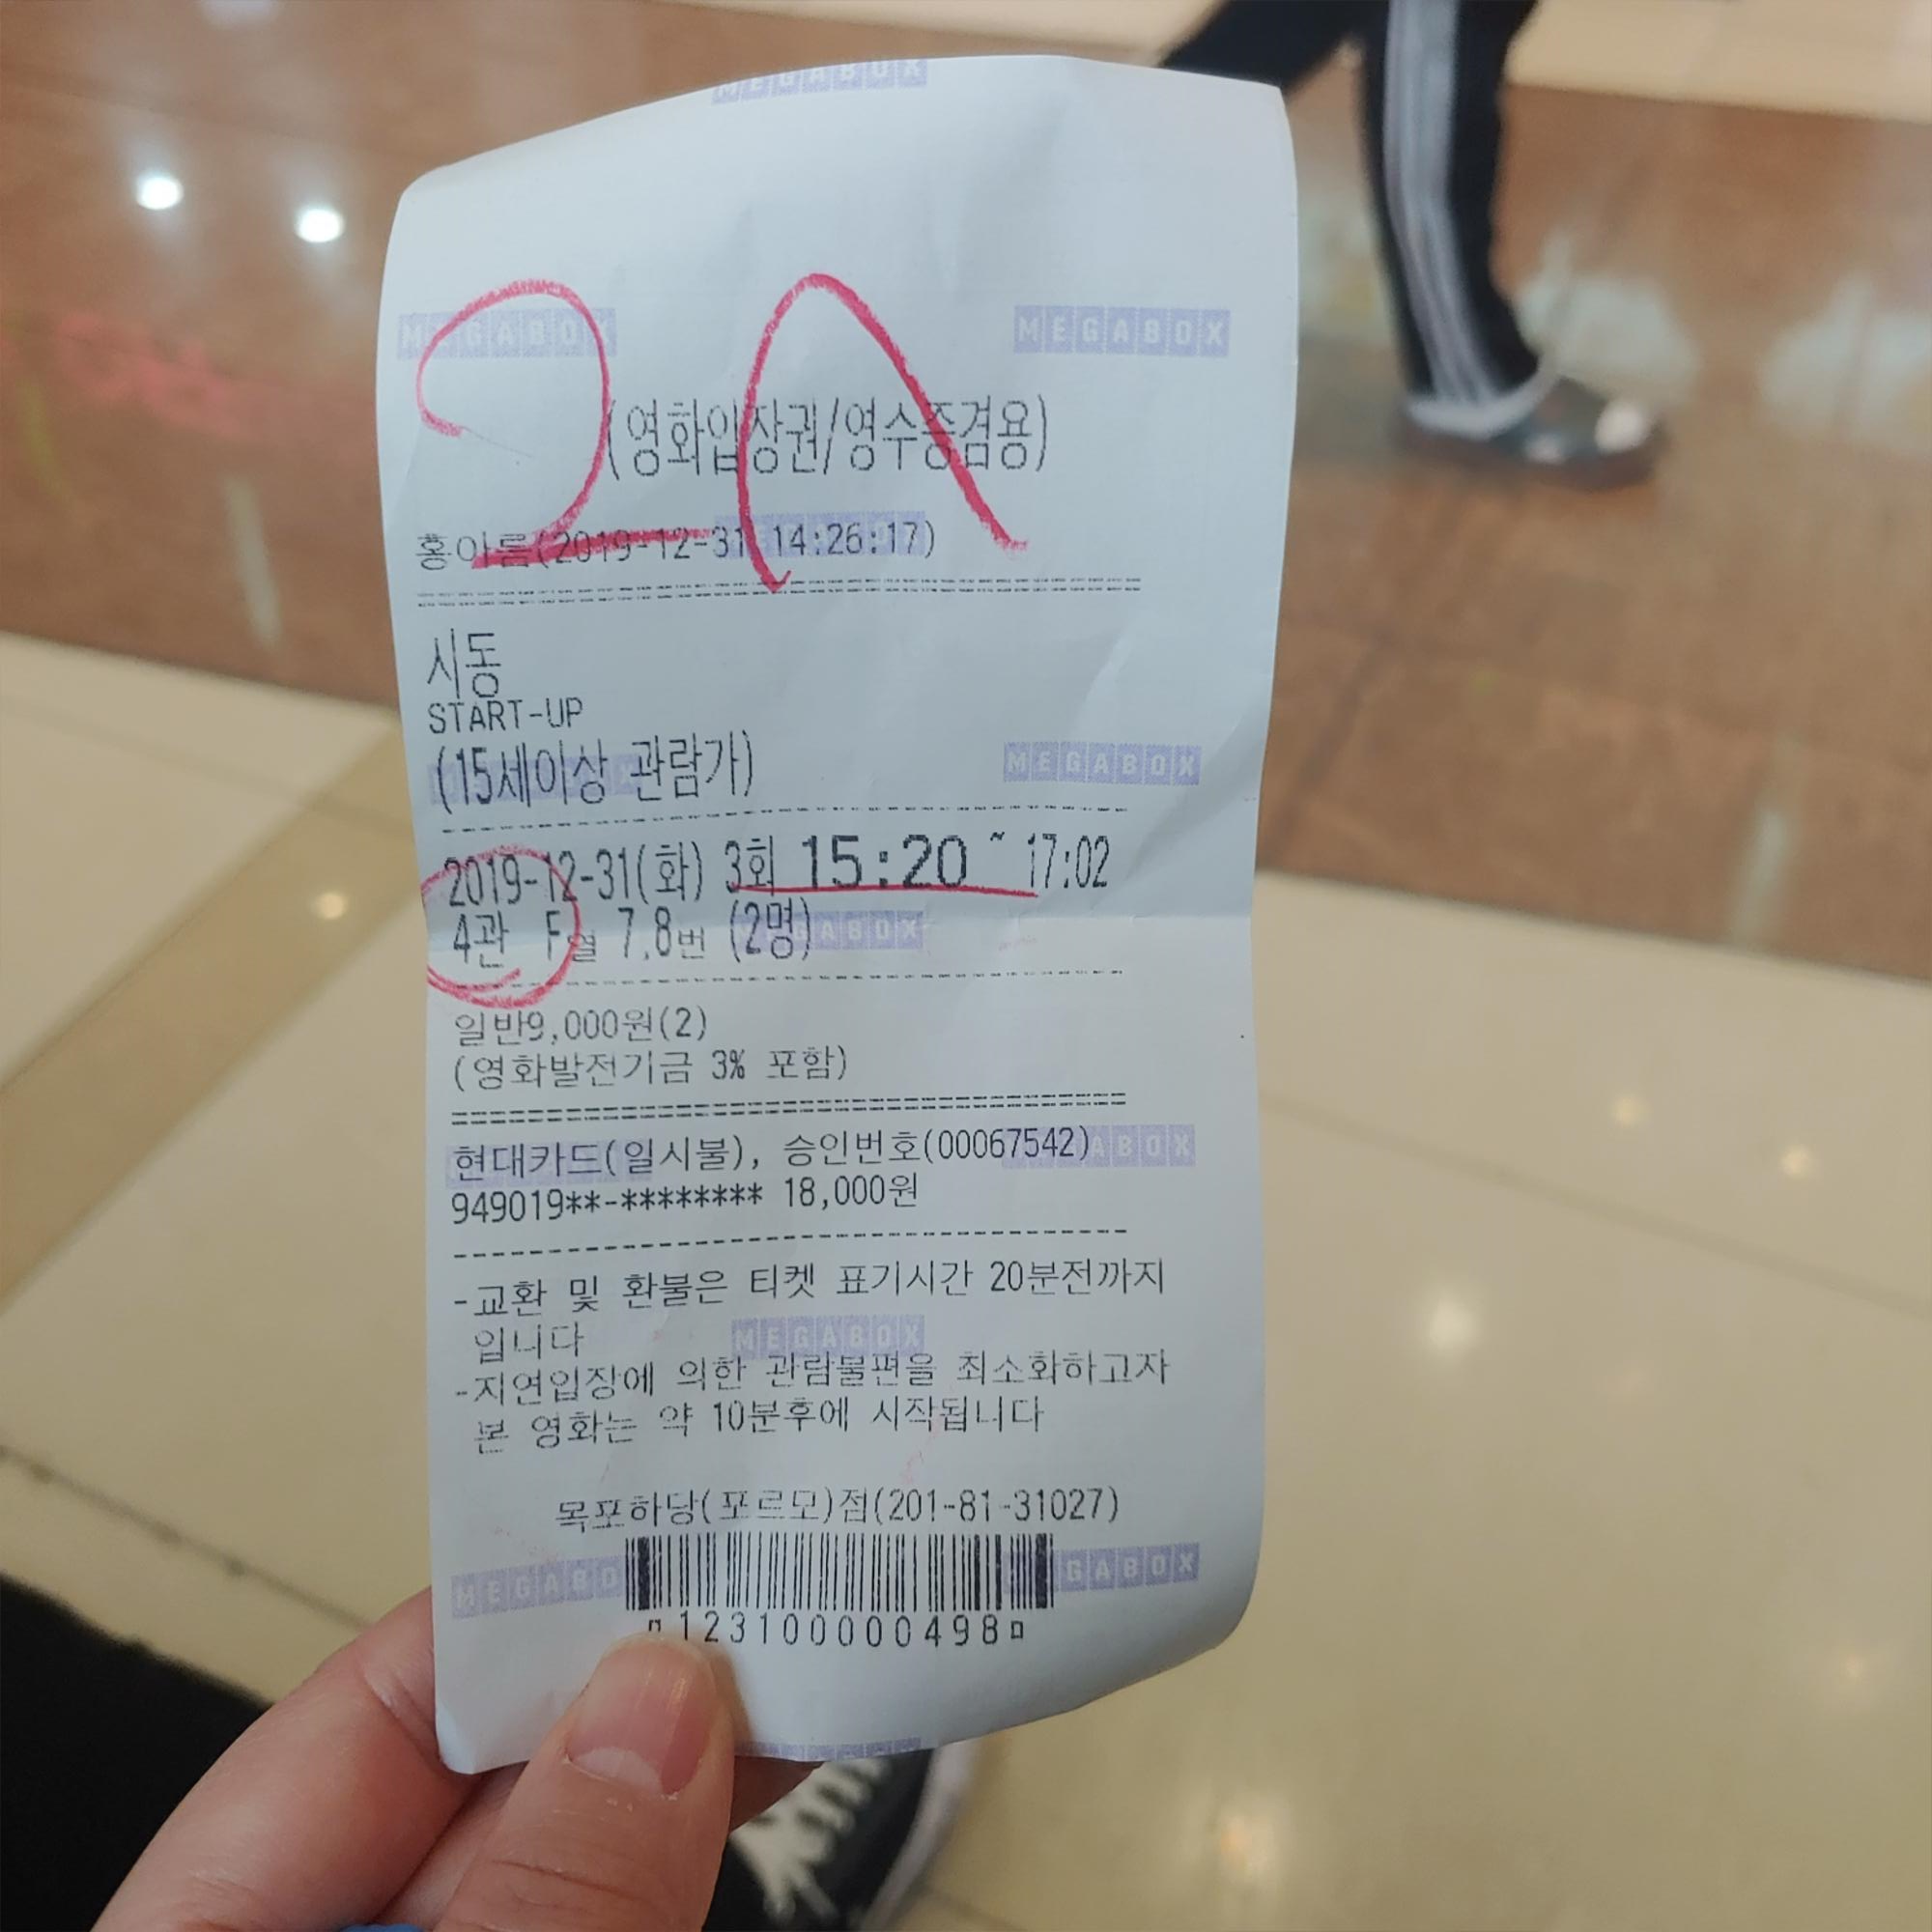 MEGABOX
MEGABOX MEGABOX
(영화입장권/영수증겸용)
홍아름(2019-12-31 14:26:17)
시동
START-UP
(15세이상 관람가)
MEGABOX
2019-12-31(화) 3회 15:20 ~ 17:02
4관 F열 7,8번 (2명)
일반9,000원(2)
(영화발전기금 3% 포함)
현대카드(일시불), 승인번호(00067542)
949019**-******** 18,000원
-교환 및 환불은 티켓 표기시간 20분전까지
입니다
MEGABOX
-지연입장에 의한 관람불편을 최소화하고자
본 영화는 약 10분후에 시작됩니다
목포하당(포르모)점(201-81-31027)
MEGABOX MEGABOX
123100000498